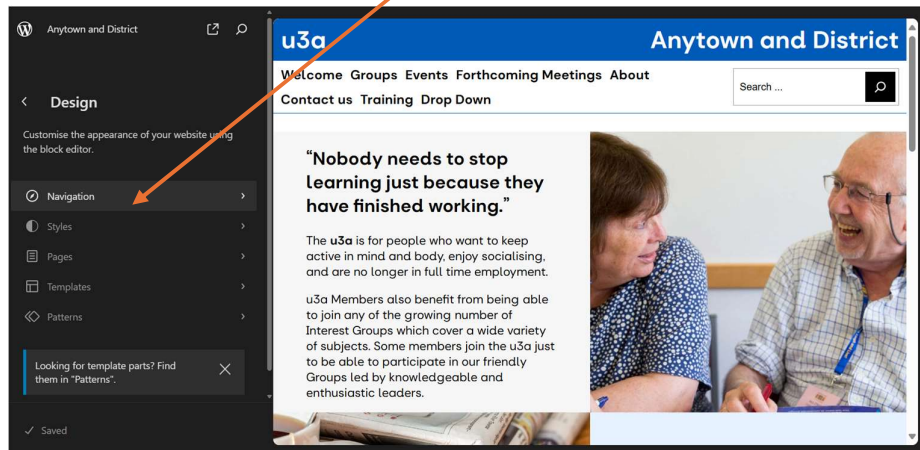 Anytown and District
Design
Customise the appearance of your website using
the block editor.
Navigation
Styles
Pages
Templates
Patterns
Looking for template parts? Find
them in "Patterns".
Saved
u3a
Anytown and District
Welcome Groups Events Forthcoming Meetings About
Contact us Training Drop Down
Search ...
“Nobody needs to stop
learning just because they
have finished working.”
The u3a is for people who want to keep
active in mind and body, enjoy socialising,
and are no longer in full time employment.
u3a Members also benefit from being able
to join any of the growing number of
Interest Groups which cover a wide variety
of subjects. Some members join the u3a just
to be able to participate in our friendly
Groups led by knowledgeable and
enthusiastic leaders.